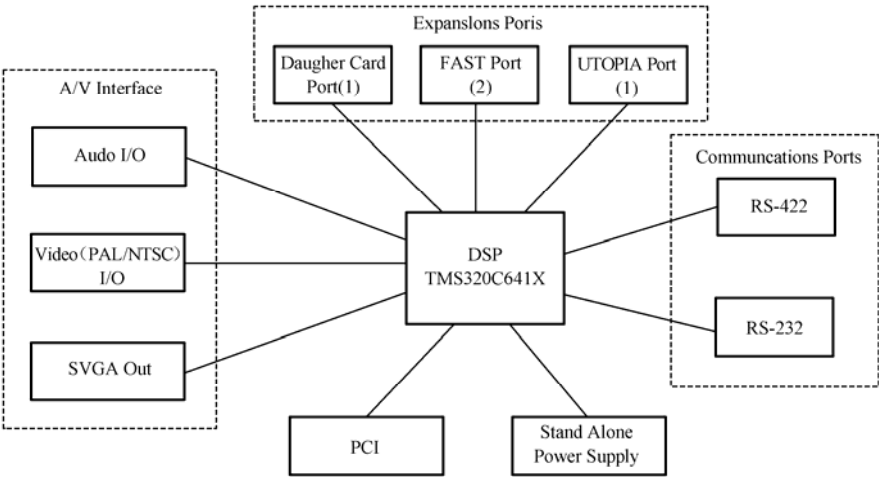 Expanslons Poris
Daugher Card
Port(1)
FAST Port
(2)
UTOPIA Port
(1)
A/V Interface
Audo I/O
Video(PAL/NTSC)
I/O
SVGA Out
DSP
TMS320C641X
Communcations Ports
RS-422
RS-232
PCI
Stand Alone
Power Supply